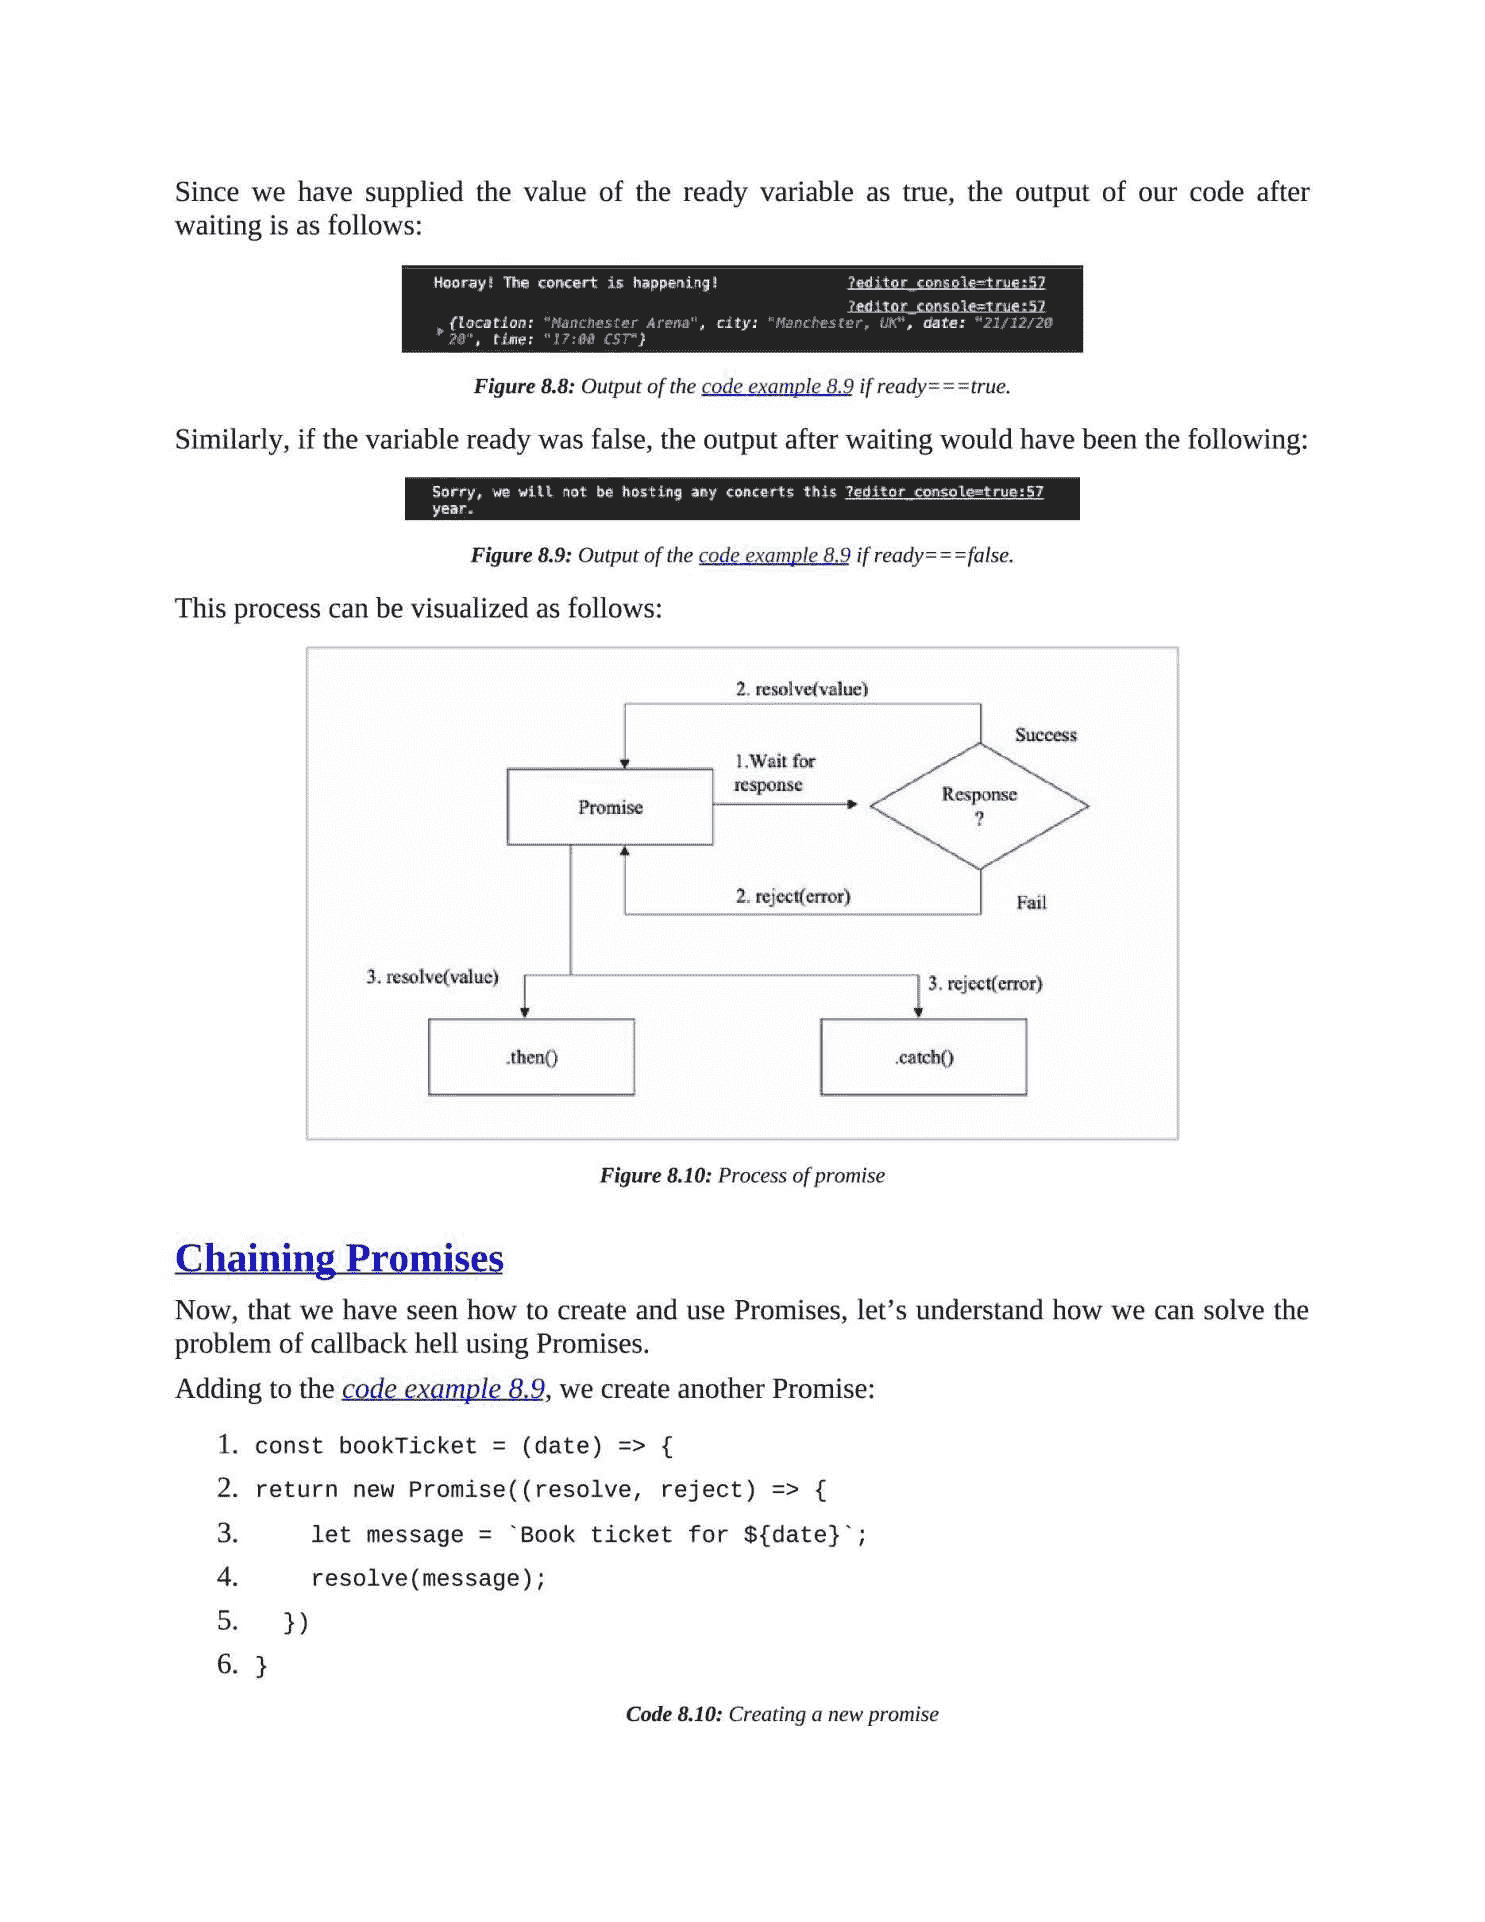 Since we have supplied the value of the ready variable as true, the output of our code after
waiting is as follows:
Hooray! The concert is happening! ?editor_console=true:57
?editor_console=true:57
{location: "Manchester Arena", city: "Manchester, UK", date: "21/12/20
20", time: "17:00 CST"}
Figure 8.8: Output of the code example 8.9 if ready===true.
Similarly, if the variable ready was false, the output after waiting would have been the following:
Sorry, we will not be hosting any concerts this ?editor_console=true:57
year.
Figure 8.9: Output of the code example 8.9 if ready===false.
This process can be visualized as follows:
2. resolve(value)
Success
1.Wait for
response
Promise
Response
?
2. reject(error)
Fail
3. resolve(value)
3. reject(error)
.then()
.catch()
Figure 8.10: Process of promise
Chaining Promises
Now, that we have seen how to create and use Promises, let’s understand how we can solve the
problem of callback hell using Promises.
Adding to the code example 8.9, we create another Promise:
1. const bookTicket = (date) => {
2. return new Promise((resolve, reject) => {
3.     let message = `Book ticket for ${date}`;
4.     resolve(message);
5.   })
6. }
Code 8.10: Creating a new promise